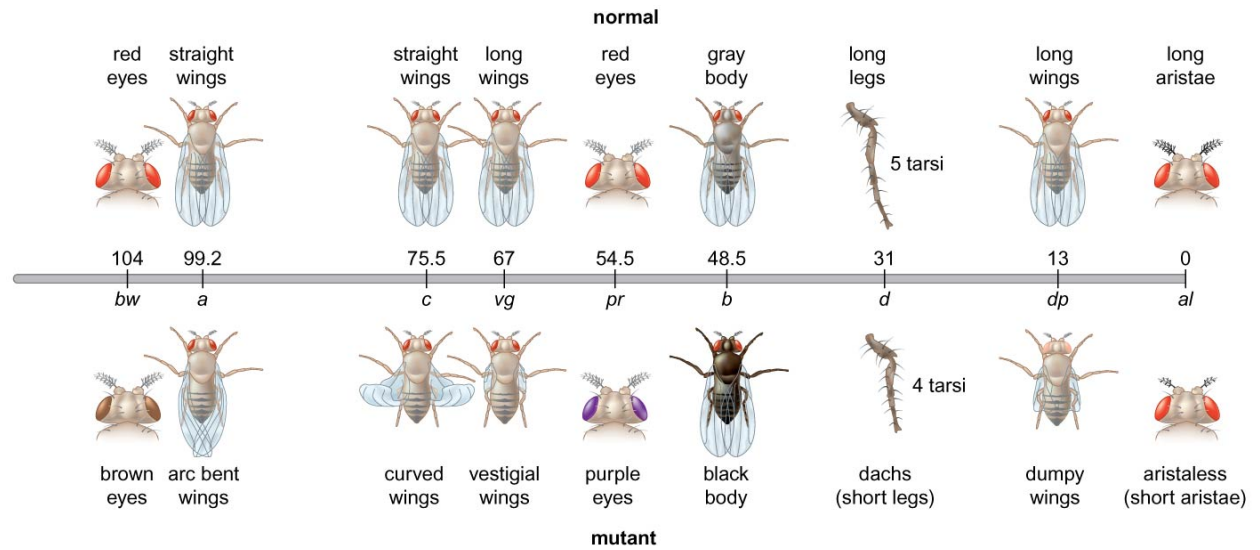 normal
red eyes
straight wings
straight wings
long wings
red eyes
gray body
long legs
long wings
long aristae
5 tarsi
104 99.2 75.5 67 54.5 48.5 31 13 0
bw a c vg pr b d dp al
4 tarsi
brown eyes
arc bent wings
curved wings
vestigial wings
purple eyes
black body
dachs (short legs)
dumpy wings
aristaless (short aristae)
mutant